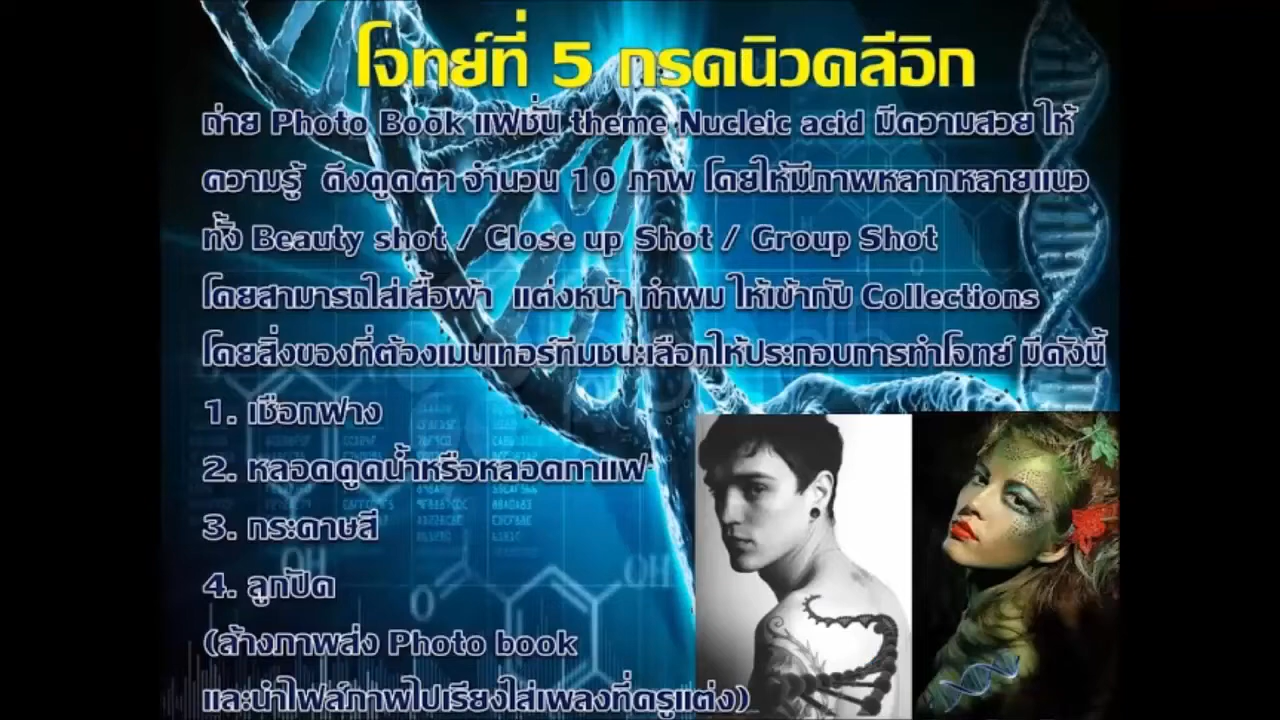 โจทย์ที่ 5 กรดนิวคลีอิก
ถ่าย Photo Book แฟชั่น theme Nucleic acid มีความสวย ให้
ความรู้ ดึงดูดตา จำนวน 10 ภาพ โดยให้มีภาพหลากหลายแนว
ทั้ง Beauty shot / Close up Shot / Group Shot
โดยสามารถใส่เสื้อผ้า แต่งหน้า ทำผม ให้เข้ากับ Collections
โดยสิ่งของที่ต้องเมนเทอร์ทีมชนะเลือกให้ประกอบการทำโจทย์ มีดังนี้
1. เชือกฟาง
2. หลอดดูดน้ำหรือหลอดกาแฟ
3. กระดาษสี
4. ลูกปัด
(ล้างภาพส่ง Photo book
และนำไฟล์ภาพไปเรียงใส่เพลงที่ครูแต่ง)